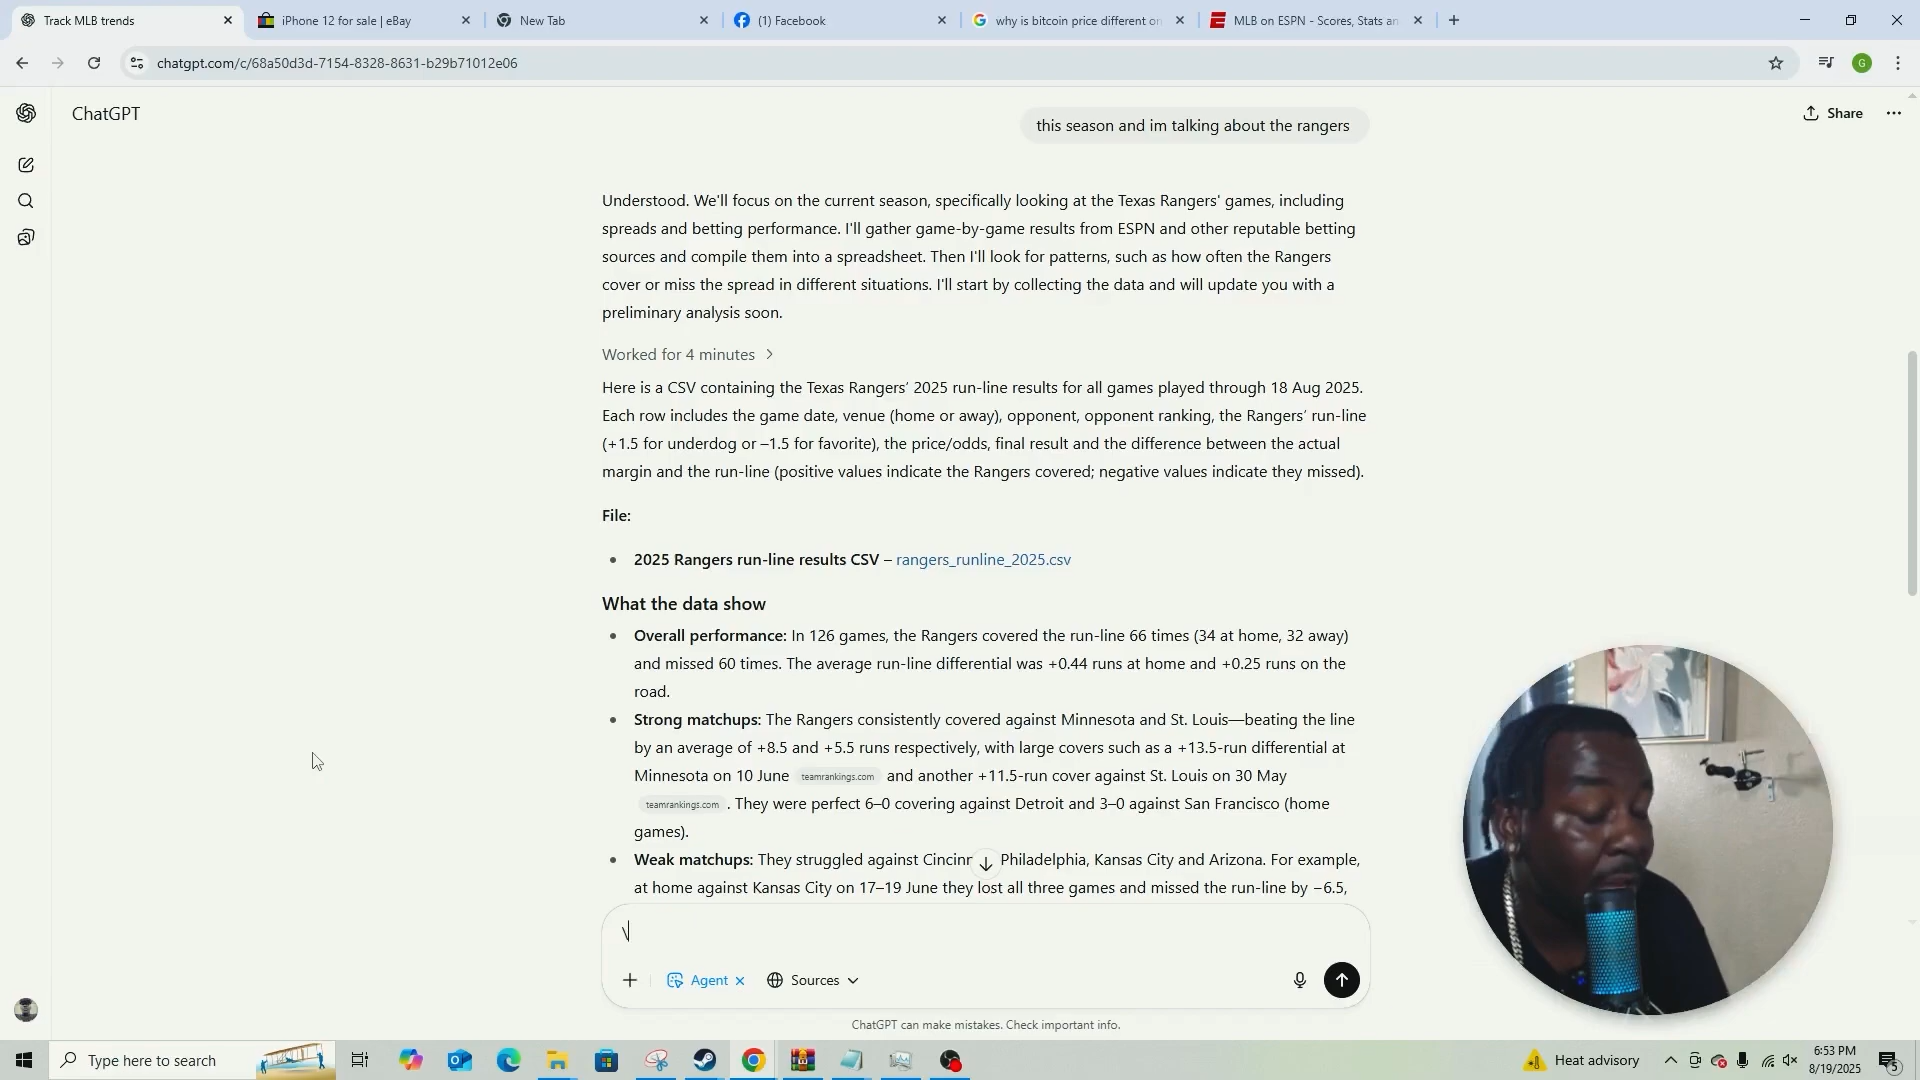 Track MLB trends
iPhone 12 for sale | eBay
New Tab
(1) Facebook
why is bitcoin price different on
MLB on ESPN - Scores, Stats an
chatgpt.com/c/68a50d3d-7154-8328-8631-b29b71012e06
G
ChatGPT
Share
this season and im talking about the rangers
Understood. We'll focus on the current season, specifically looking at the Texas Rangers' games, including
spreads and betting performance. I'll gather game-by-game results from ESPN and other reputable betting
sources and compile them into a spreadsheet. Then I'll look for patterns, such as how often the Rangers
cover or miss the spread in different situations. I'll start by collecting the data and will update you with a
preliminary analysis soon.
Worked for 4 minutes
Here is a CSV containing the Texas Rangers’ 2025 run-line results for all games played through 18 Aug 2025.
Each row includes the game date, venue (home or away), opponent, opponent ranking, the Rangers’ run-line
(+1.5 for underdog or –1.5 for favorite), the price/odds, final result and the difference between the actual
margin and the run-line (positive values indicate the Rangers covered; negative values indicate they missed).
File:
• 2025 Rangers run-line results CSV – rangers_runline_2025.csv
What the data show
• Overall performance: In 126 games, the Rangers covered the run-line 66 times (34 at home, 32 away)
and missed 60 times. The average run-line differential was +0.44 runs at home and +0.25 runs on the
road.
• Strong matchups: The Rangers consistently covered against Minnesota and St. Louis—beating the line
by an average of +8.5 and +5.5 runs respectively, with large covers such as a +13.5-run differential at
Minnesota on 10 June teamrankings.com and another +11.5-run cover against St. Louis on 30 May
teamrankings.com . They were perfect 6–0 covering against Detroit and 3–0 against San Francisco (home
games).
• Weak matchups: They struggled against Philadelphia, Kansas City and Arizona. For example,
at home against Kansas City on 17–19 June they lost all three games and missed the run-line by −6.5,
\
Agent
Sources
ChatGPT can make mistakes. Check important info.
Type here to search
Heat advisory
6:53 PM
8/19/2025
5